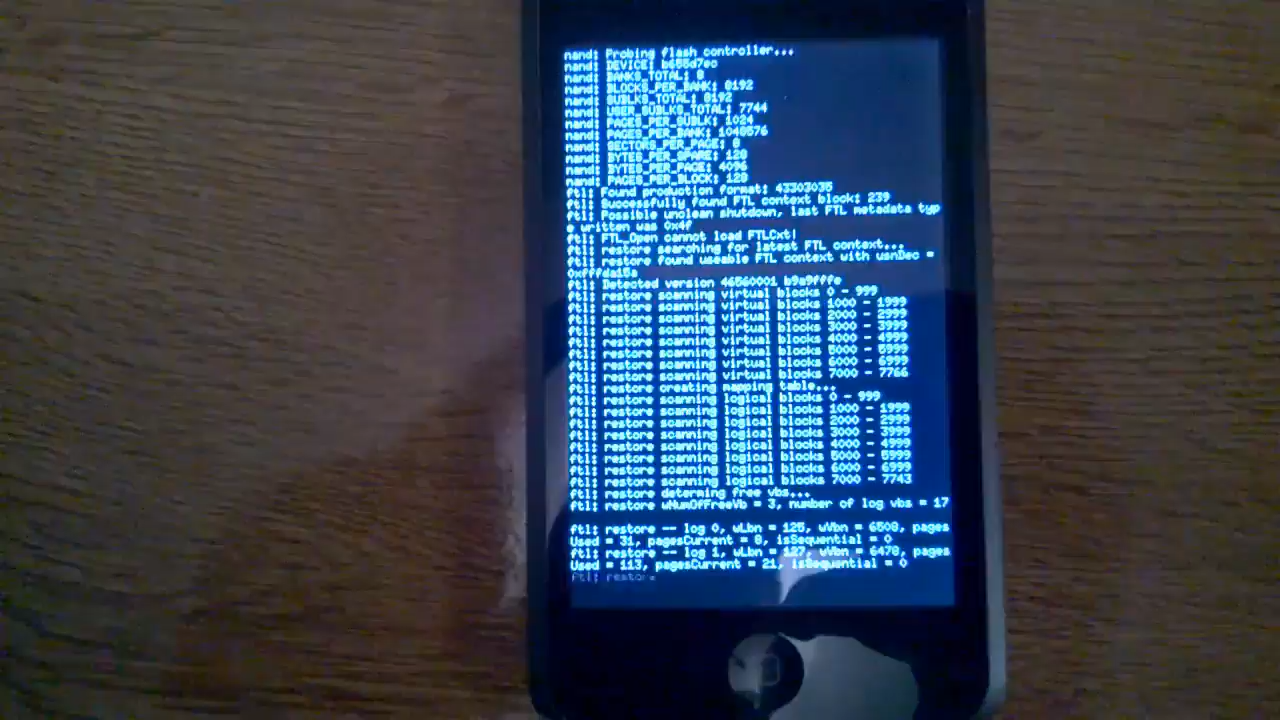 nand: Probing flash controller...
nand: DEVICE: b655d7ec
nand: BANKS_TOTAL: 8
nand: BLOCKS_PER_BANK: 8192
nand: SUBLKS_TOTAL: 8192
nand: USER_SUBLKS_TOTAL: 7744
nand: PAGES_PER_SUBLK: 1024
nand: PAGES_PER_BANK: 1048576
nand: SECTORS_PER_PAGE: 8
nand: BYTES_PER_SPARE: 128
nand: BYTES_PER_PAGE: 4096
nand: PAGES_PER_BLOCK: 128
ftl: Found production format: 43303035
ftl: Successfully found FTL context block: 239
ftl: Possible unclean shutdown, last FTL metadata typ
e written was 0x4f
ftl: FTL_Open cannot load FTLCxt!
ftl: restore searching for latest FTL context...
ftl: restore found useable FTL context with usnDec =
0xfffda15a
ftl: Detected version 46560001 b9a9fffe
ftl: restore scanning virtual blocks 0 - 999
ftl: restore scanning virtual blocks 1000 - 1999
ftl: restore scanning virtual blocks 2000 - 2999
ftl: restore scanning virtual blocks 3000 - 3999
ftl: restore scanning virtual blocks 4000 - 4999
ftl: restore scanning virtual blocks 5000 - 5999
ftl: restore scanning virtual blocks 6000 - 6999
ftl: restore scanning virtual blocks 7000 - 7766
ftl: restore creating mapping table...
ftl: restore scanning logical blocks 0 - 999
ftl: restore scanning logical blocks 1000 - 1999
ftl: restore scanning logical blocks 2000 - 2999
ftl: restore scanning logical blocks 3000 - 3999
ftl: restore scanning logical blocks 4000 - 4999
ftl: restore scanning logical blocks 5000 - 5999
ftl: restore scanning logical blocks 6000 - 6999
ftl: restore scanning logical blocks 7000 - 7743
ftl: restore determing free vbs...
ftl: restore wNumOfFreeVb = 3, number of log vbs = 17
ftl: restore -- log 0, wLbn = 125, wVbn = 6508, pages
Used = 31, pagesCurrent = 8, isSequential = 0
ftl: restore -- log 1, wLbn = 127, wVbn = 6478, pages
Used = 113, pagesCurrent = 21, isSequential = 0
ftl: restore